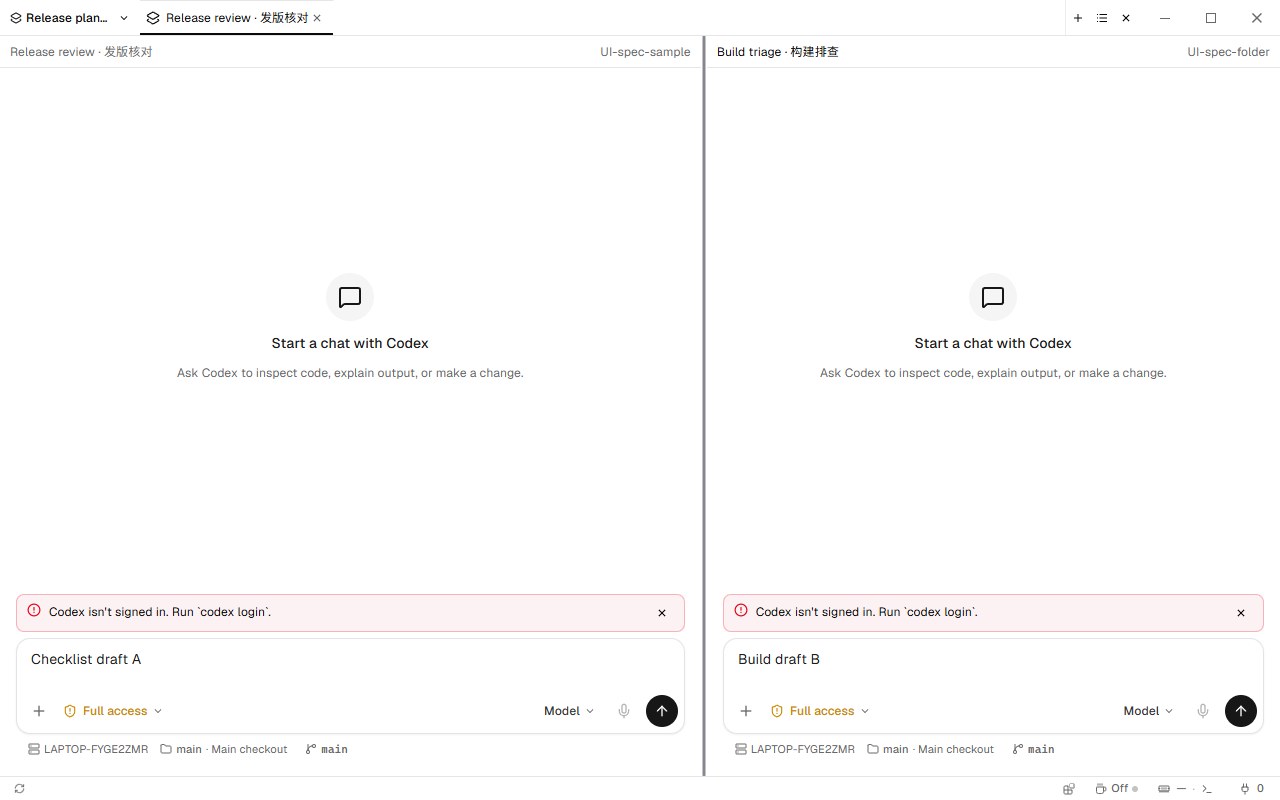 Release plan...
Release review · 发版核对
Release review · 发版核对
UI-spec-sample
Build triage · 构建排查
UI-spec-folder
Start a chat with Codex
Ask Codex to inspect code, explain output, or make a change.
Start a chat with Codex
Ask Codex to inspect code, explain output, or make a change.
Codex isn't signed in. Run `codex login`.
Checklist draft A
Full access
Model
LAPTOP-FYGE2ZMR
main · Main checkout
main
Codex isn't signed in. Run `codex login`.
Build draft B
Full access
Model
LAPTOP-FYGE2ZMR
main · Main checkout
main
Off
— ·
0